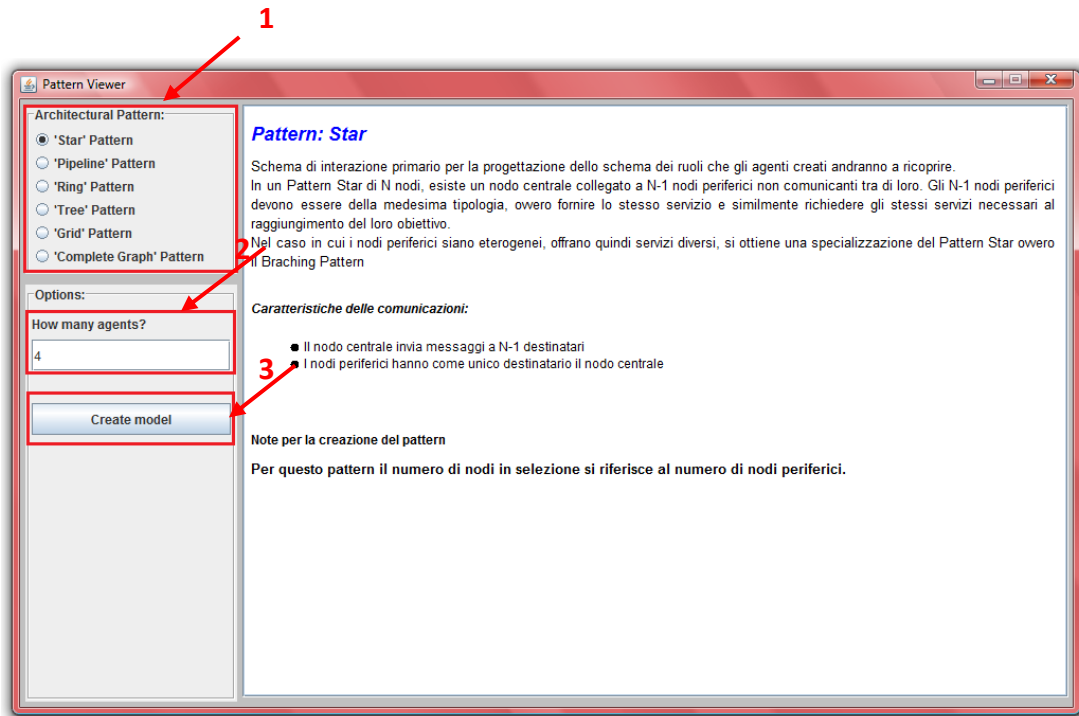 1
Pattern Viewer
Architectural Pattern:
'Star' Pattern
'Pipeline' Pattern
'Ring' Pattern
'Tree' Pattern
'Grid' Pattern
'Complete Graph' Pattern
2
Options:
How many agents?
4
3
Create model
Pattern: Star
Schema di interazione primario per la progettazione dello schema dei ruoli che gli agenti creati andranno a ricoprire.
In un Pattern Star di N nodi, esiste un nodo centrale collegato a N-1 nodi periferici non comunicanti tra di loro. Gli N-1 nodi periferici
devono essere della medesima tipologia, ovvero fornire lo stesso servizio e similmente richiedere gli stessi servizi necessari al
raggiungimento del loro obiettivo.
Nel caso in cui i nodi periferici siano eterogenei, offrano quindi servizi diversi, si ottiene una specializzazione del Pattern Star ovvero
il Braching Pattern
Caratteristiche delle comunicazioni:
Il nodo centrale invia messaggi a N-1 destinatari
I nodi periferici hanno come unico destinatario il nodo centrale
Note per la creazione del pattern
Per questo pattern il numero di nodi in selezione si riferisce al numero di nodi periferici.